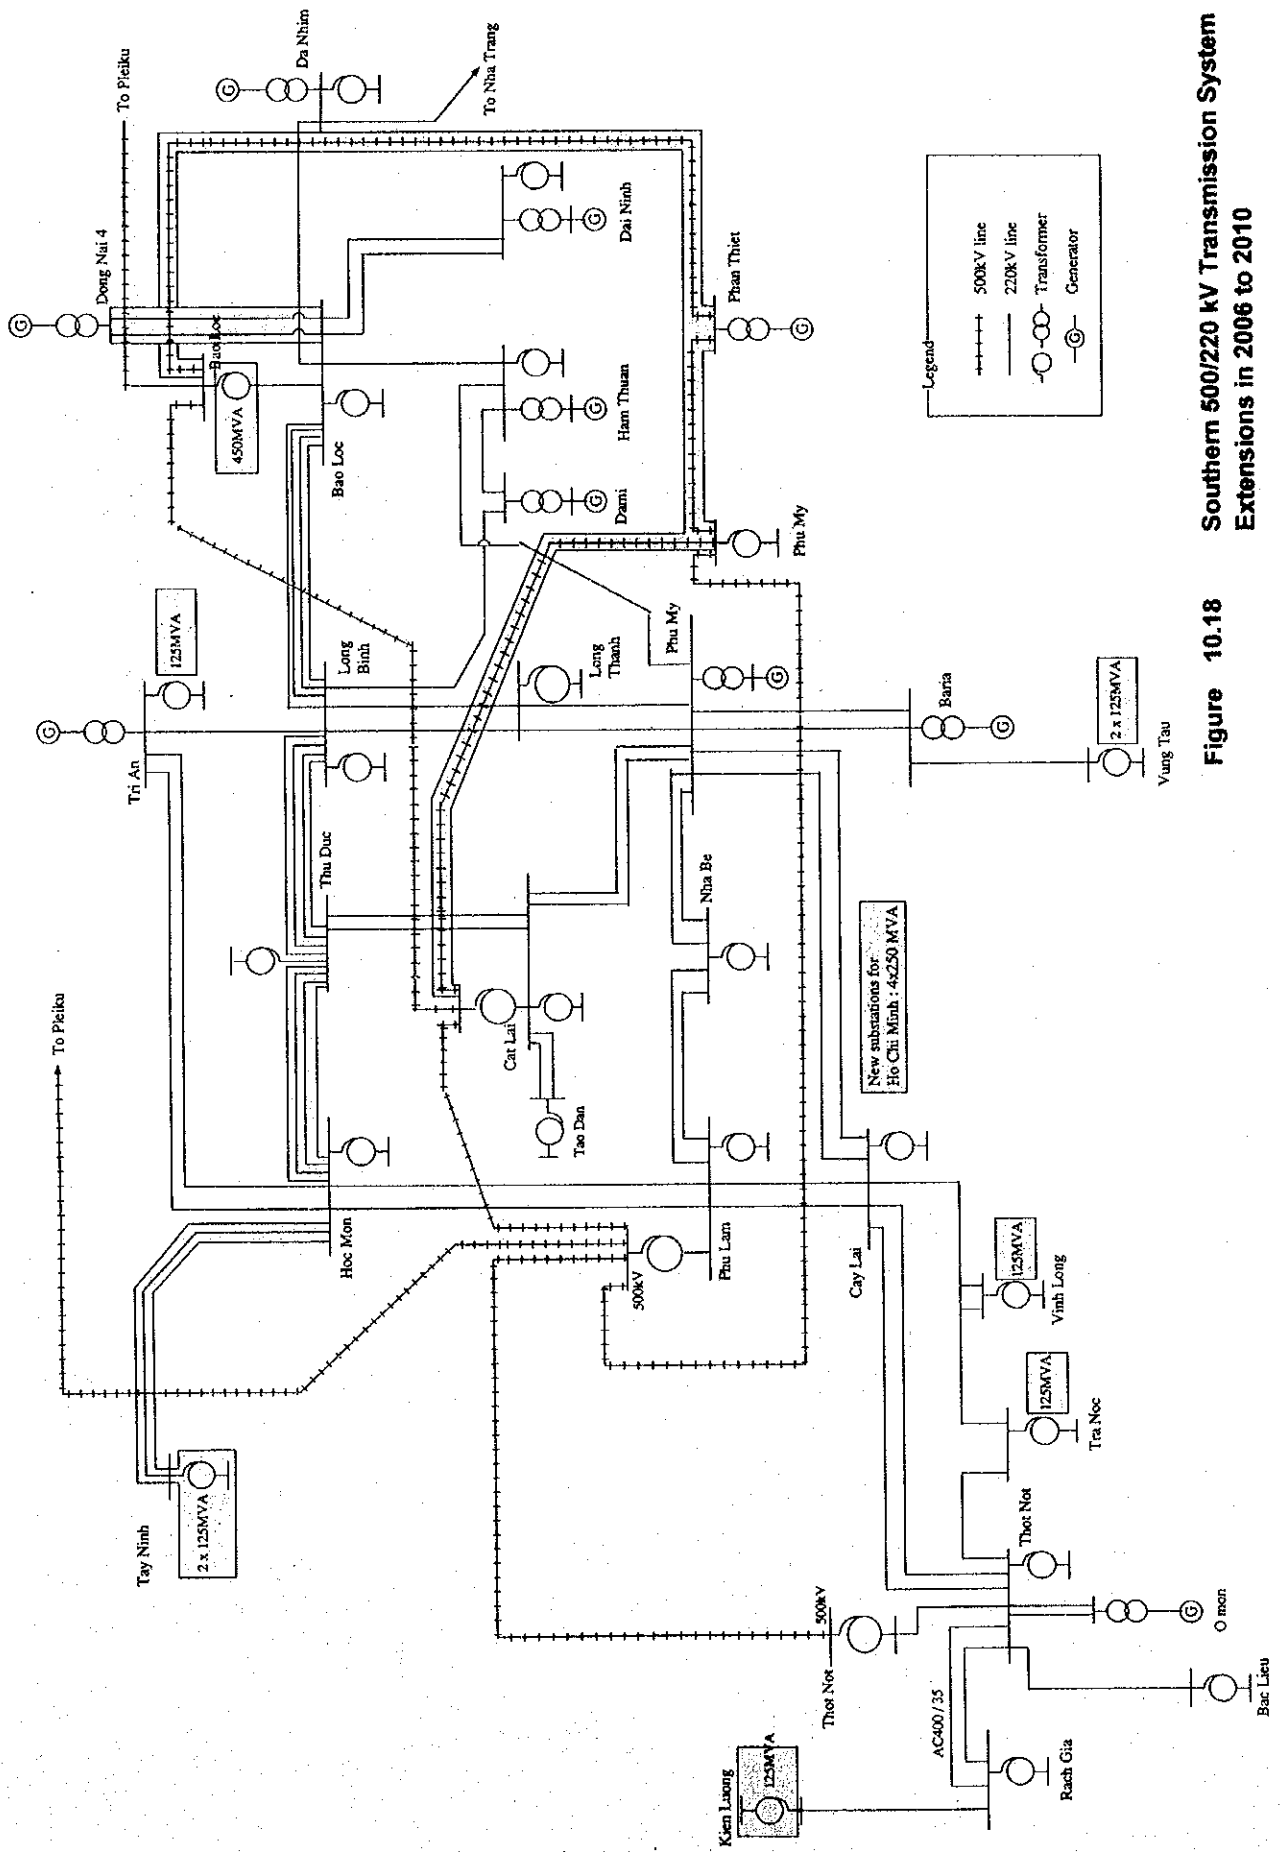 To Pleiku
Da Nhim
To Nha Trang
Dong Nai 4
Bao Loc
450MVA
Bao Loc
Dai Ninh
Ham Thuan
Dami
Phan Thiet
Phu My
Legend
500kV line
220kV line
Transformer
Generator
G
G
G
G
G
G
G
G
G
G
G
Tri An
125MVA
Long
Binh
Long
Thanh
Phu My
Baria
2 x 125MVA
Vung Tau
Thu Duc
Nha Be
Cat Lai
Tao Dan
New substations for
Ho Chi Minh : 4x250 MVA
To Pleiku
Hoc Mon
500kV
Phu Lam
Cay Lai
125MVA
Vinh Long
125MVA
Tra Noc
Tay Ninh
2 x 125MVA
Thot Not
500kV
Thot Not
O mon
AC400 / 35
Bac Lieu
Rach Gia
Kien Luong
125MVA
Figure 10.18 Southern 500/220 kV Transmission System
Extensions in 2006 to 2010